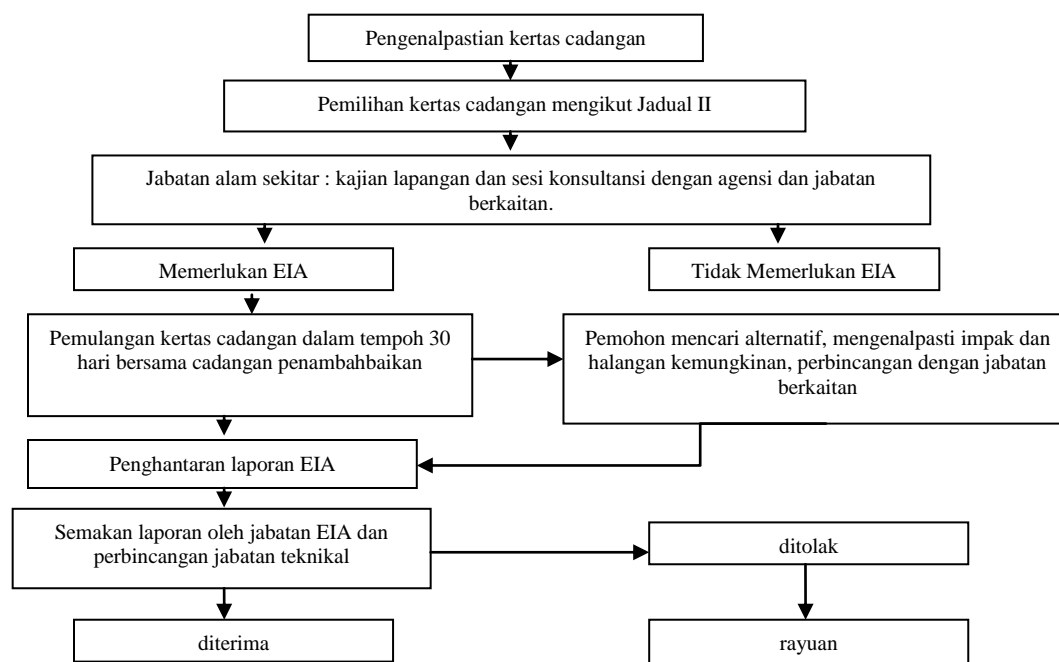 Pengenalpastian kertas cadangan
Pemilihan kertas cadangan mengikut Jadual II
Jabatan alam sekitar : kajian lapangan dan sesi konsultansi dengan agensi dan jabatan
berkaitan.
Memerlukan EIA
Tidak Memerlukan EIA
Pemulangan kertas cadangan dalam tempoh 30
hari bersama cadangan penambahbaikan
Pemohon mencari alternatif, mengenalpasti impak dan
halangan kemungkinan, perbincangan dengan jabatan
berkaitan
Penghantaran laporan EIA
Semakan laporan oleh jabatan EIA dan
perbincangan jabatan teknikal
ditolak
diterima
rayuan